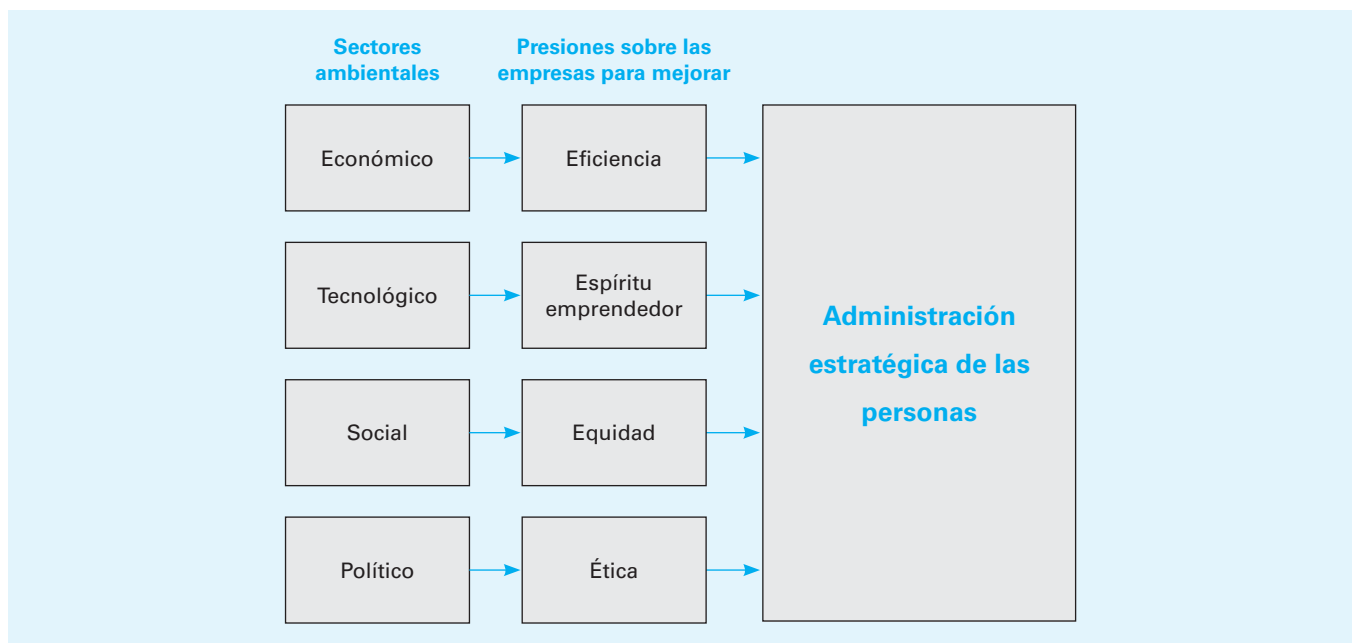 Sectores
ambientales
Presiones sobre las
empresas para mejorar
Económico
Eficiencia
Tecnológico
Espíritu
emprendedor
Social
Equidad
Político
Ética
Administración
estratégica de las
personas